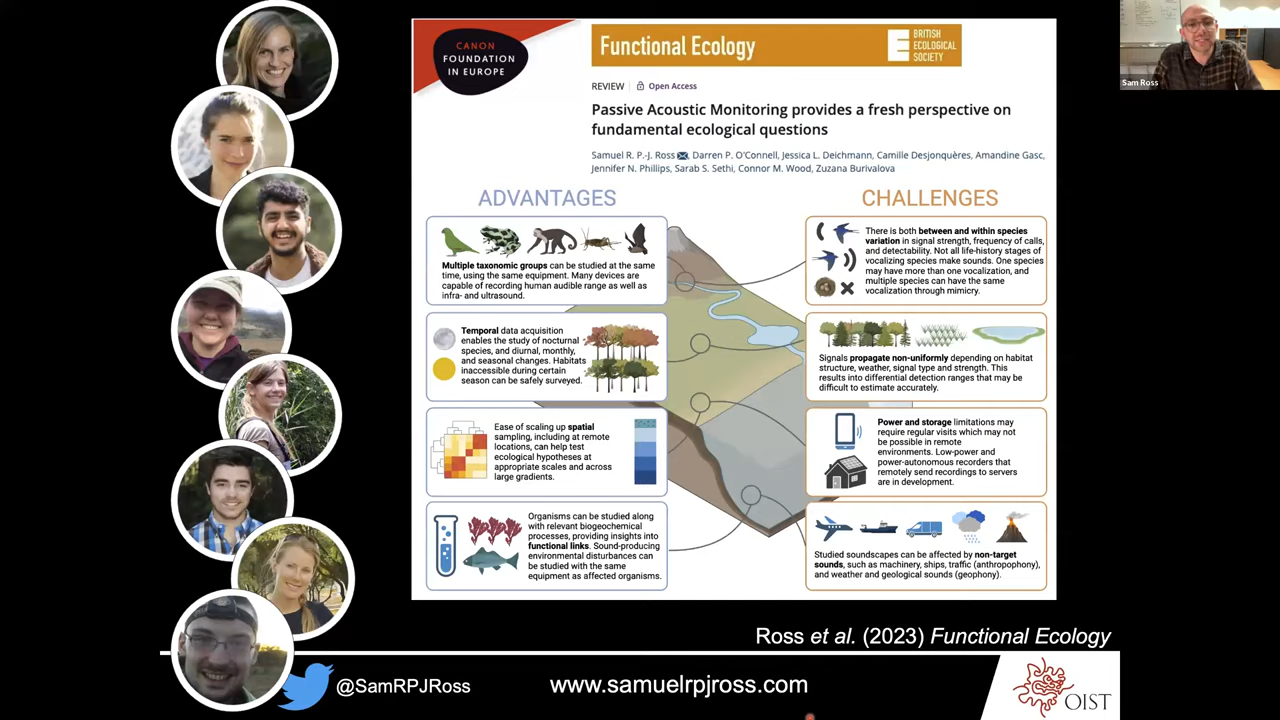 CANON
FOUNDATION
IN EUROPE
Functional Ecology
BRITISH
ECOLOGICAL
SOCIETY
REVIEW
Open Access
Passive Acoustic Monitoring provides a fresh perspective on
fundamental ecological questions
Samuel R. P.-J. Ross, Darren P. O'Connell, Jessica L. Deichmann, Camille Desjonquères, Amandine Gasc,
Jennifer N. Phillips, Sarab S. Sethi, Connor M. Wood, Zuzana Burivalova
ADVANTAGES
Multiple taxonomic groups can be studied at the same
time, using the same equipment. Many devices are
capable of recording human audible range as well as
infra- and ultrasound.
Temporal data acquisition
enables the study of nocturnal
species, and diurnal, monthly,
and seasonal changes. Habitats
inaccessible during certain
season can be safely surveyed.
Ease of scaling up spatial
sampling, including at remote
locations, can help test
ecological hypotheses at
appropriate scales and across
large gradients.
Organisms can be studied along
with relevant biogeochemical
processes, providing insights into
functional links. Sound-producing
environmental disturbances can
be studied with the same
equipment as affected organisms.
CHALLENGES
There is both between and within species
variation in signal strength, frequency of calls,
and detectability. Not all life-history stages of
vocalizing species make sounds. One species
may have more than one vocalization, and
multiple species can have the same
vocalization through mimicry.
Signals propagate non-uniformly depending on habitat
structure, weather, signal type and strength. This
results into differential detection ranges that may be
difficult to estimate accurately.
Power and storage limitations may
require regular visits which may not
be possible in remote
environments. Low-power and
power-autonomous recorders that
remotely send recordings to servers
are in development.
Studied soundscapes can be affected by non-target
sounds, such as machinery, ships, traffic (anthropophony),
and weather and geological sounds (geophony).
Ross et al. (2023) Functional Ecology
@SamRPJRoss
www.samuelrpjross.com
OIST
Sam Ross